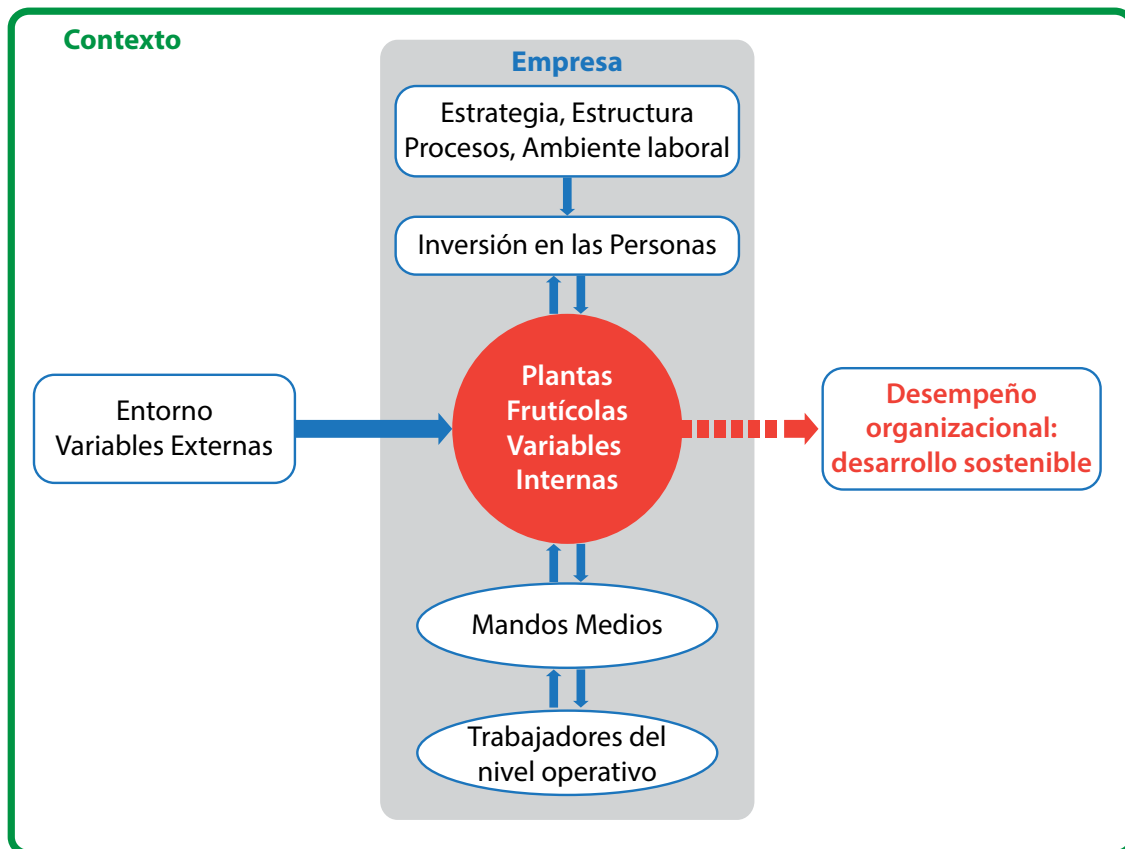 Contexto
Empresa
Estrategia, Estructura
Procesos, Ambiente laboral
Inversión en las Personas
Plantas
Frutícolas
Variables
Internas
Entorno
Variables Externas
Desempeño
organizacional:
desarrollo sostenible
Mandos Medios
Trabajadores del
nivel operativo